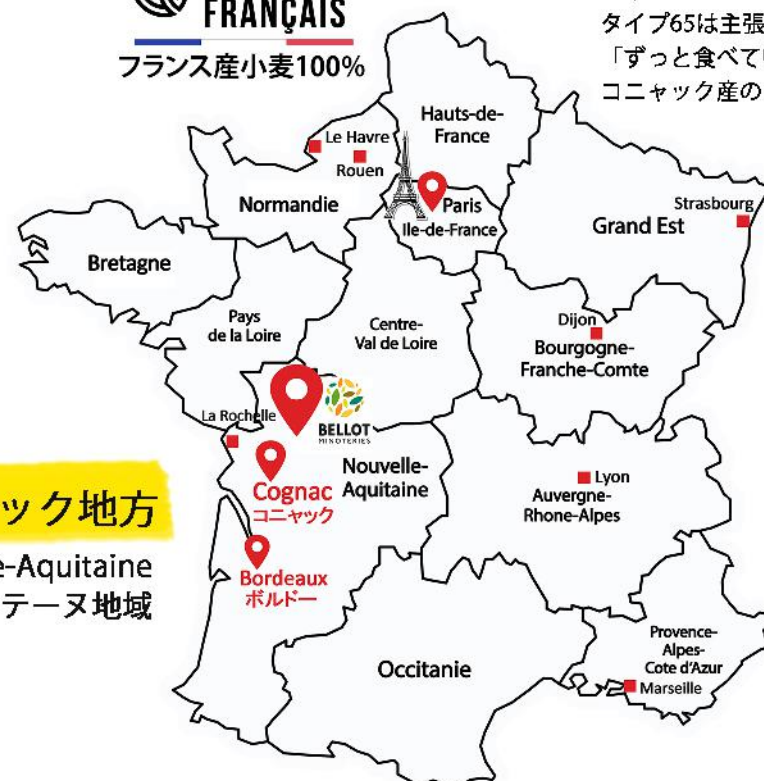 FRANÇAIS
フランス産小麦100%
タイプ65は主張
「ずっと食べてい
コニャック産の
Hauts-de-
France
Le Havre
Rouen
Normandie
Paris
Ile-de-France
Strasbourg
Grand Est
Bretagne
Pays
de la Loire
Centre-
Val de Loire
Dijon
Bourgogne-
Franche-Comte
La Rochelle
BELLOT
MINOTERIES
Nouvelle-
Aquitaine
Cognac
コニャック
Lyon
Auvergne-
Rhone-Alpes
ック地方
e-Aquitaine
テーヌ地域
Bordeaux
ボルドー
Occitanie
Provence-
Alpes-
Cote d'Azur
Marseille